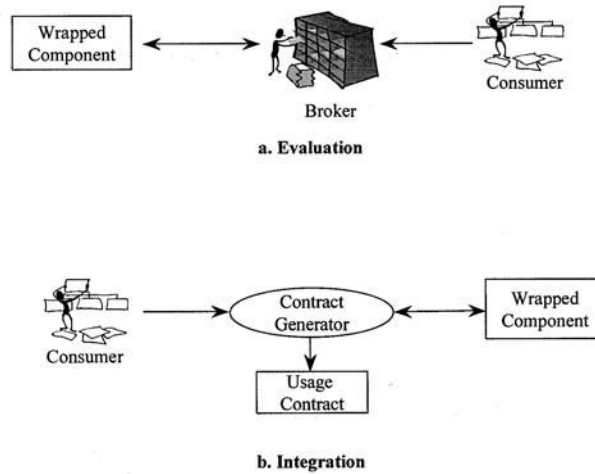 Wrapped
Component
Broker
Consumer
a. Evaluation
Consumer
Contract
Generator
Wrapped
Component
Usage
Contract
b. Integration